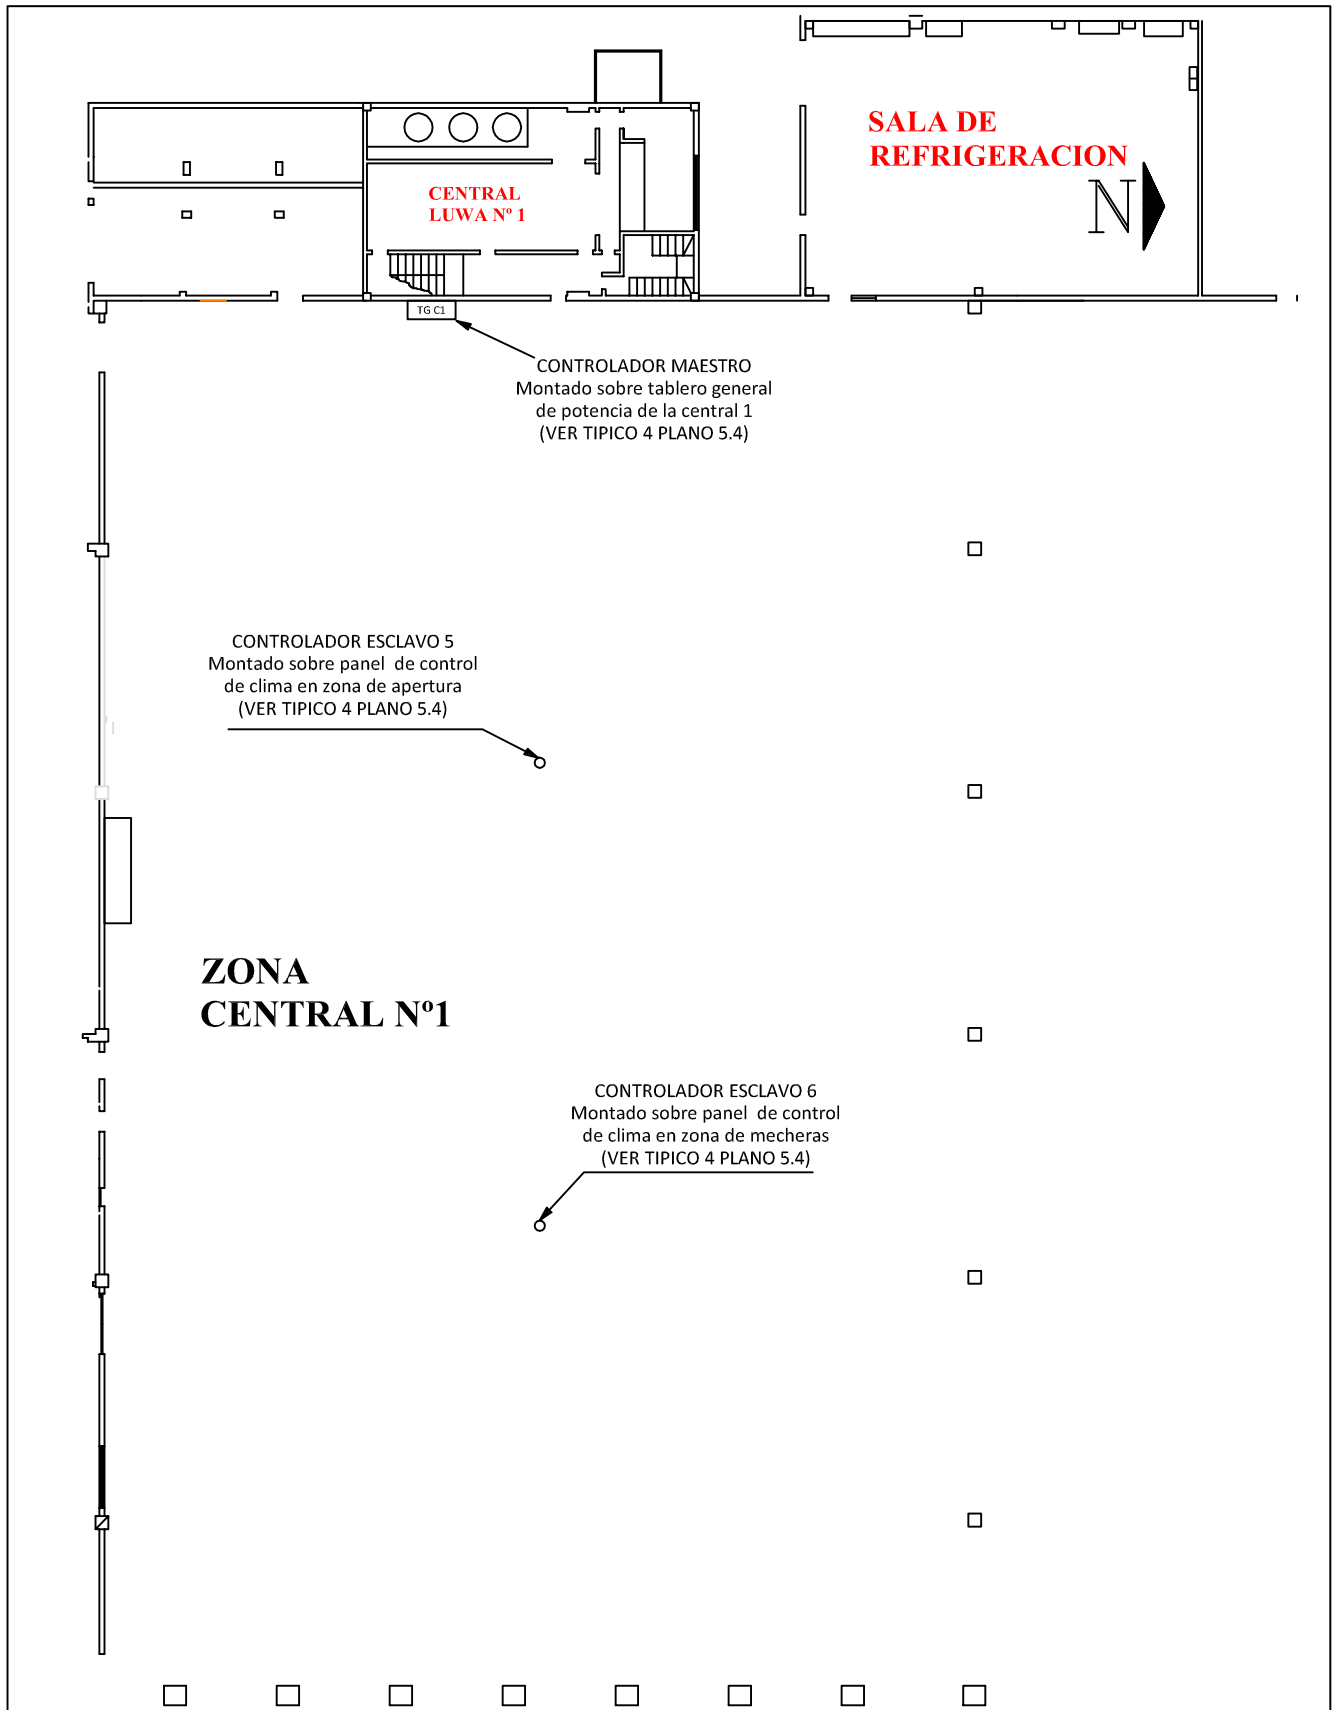 SALA DE
REFRIGERACION
N
CENTRAL
LUWA Nº 1
TG C1
CONTROLADOR MAESTRO
Montado sobre tablero general
de potencia de la central 1
(VER TIPICO 4 PLANO 5.4)
CONTROLADOR ESCLAVO 5
Montado sobre panel  de control
de clima en zona de apertura
(VER TIPICO 4 PLANO 5.4)
ZONA
CENTRAL Nº1
CONTROLADOR ESCLAVO 6
Montado sobre panel  de control
de clima en zona de mecheras
(VER TIPICO 4 PLANO 5.4)